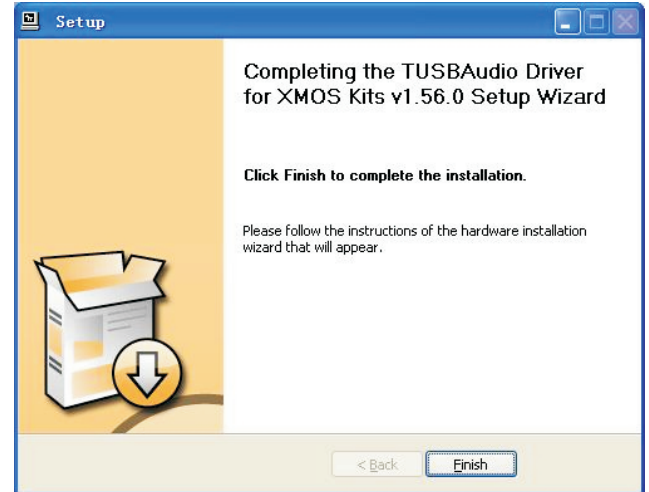 Setup
Completing the TUSBAudio Driver
for XMOS Kits v1.56.0 Setup Wizard
Click Finish to complete the installation.
Please follow the instructions of the hardware installation
wizard that will appear.
< Back Finish